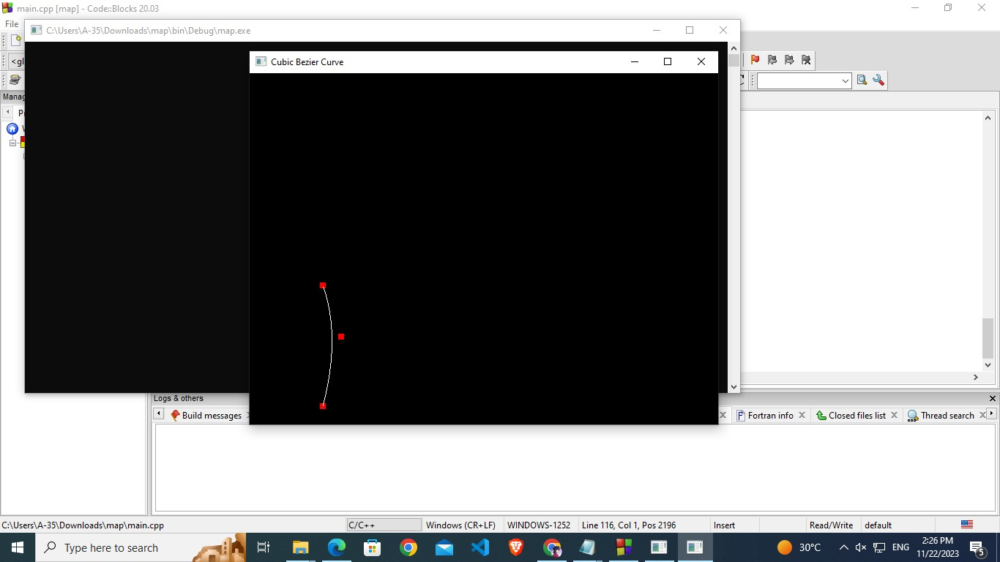 main.cpp [map] - Code::Blocks 20.03
File
C:\Users\A-35\Downloads\map\bin\Debug\map.exe
Cubic Bezier Curve
<gl
Manag
Pr
Logs & others
Build messages
Fortran info
Closed files list
Thread search
C:\Users\A-35\Downloads\map\main.cpp
C/C++
Windows (CR+LF)
WINDOWS-1252
Line 116, Col 1, Pos 2196
Insert
Read/Write
default
Type here to search
30°C
ENG
2:26 PM
11/22/2023
5